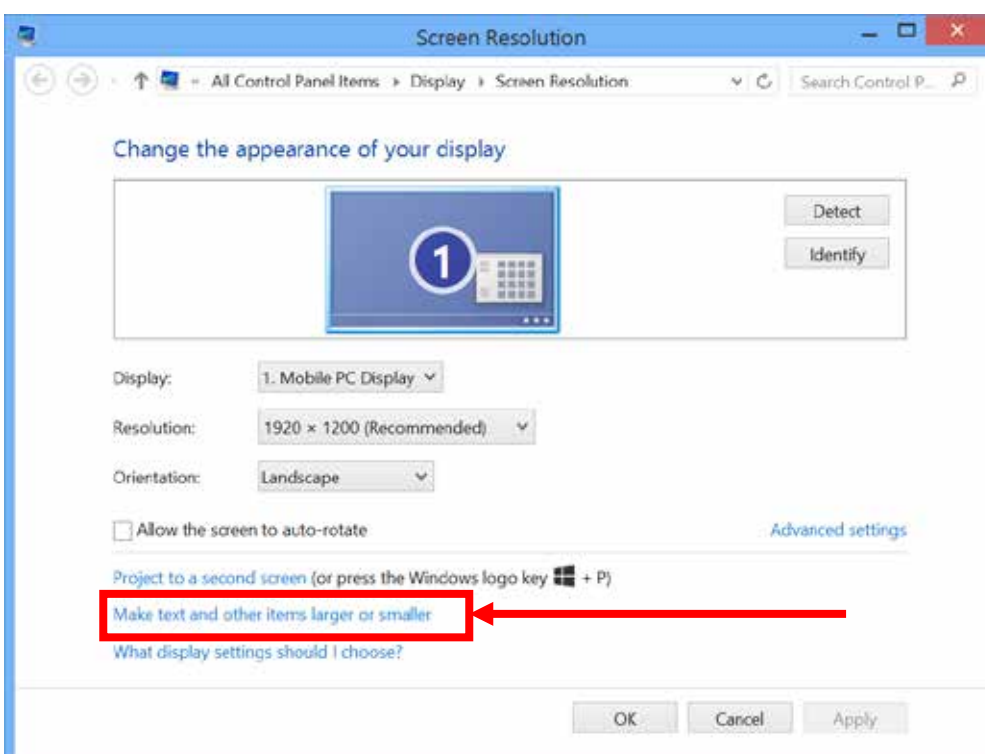 Screen Resolution
All Control Panel Items Display Screen Resolution Search Control P...
Change the appearance of your display
1
Detect
Identify
Display: 1. Mobile PC Display
Resolution: 1920 × 1200 (Recommended)
Orientation: Landscape
Allow the screen to auto-rotate Advanced settings
Project to a second screen (or press the Windows logo key + P)
Make text and other items larger or smaller
What display settings should I choose?
OK Cancel Apply